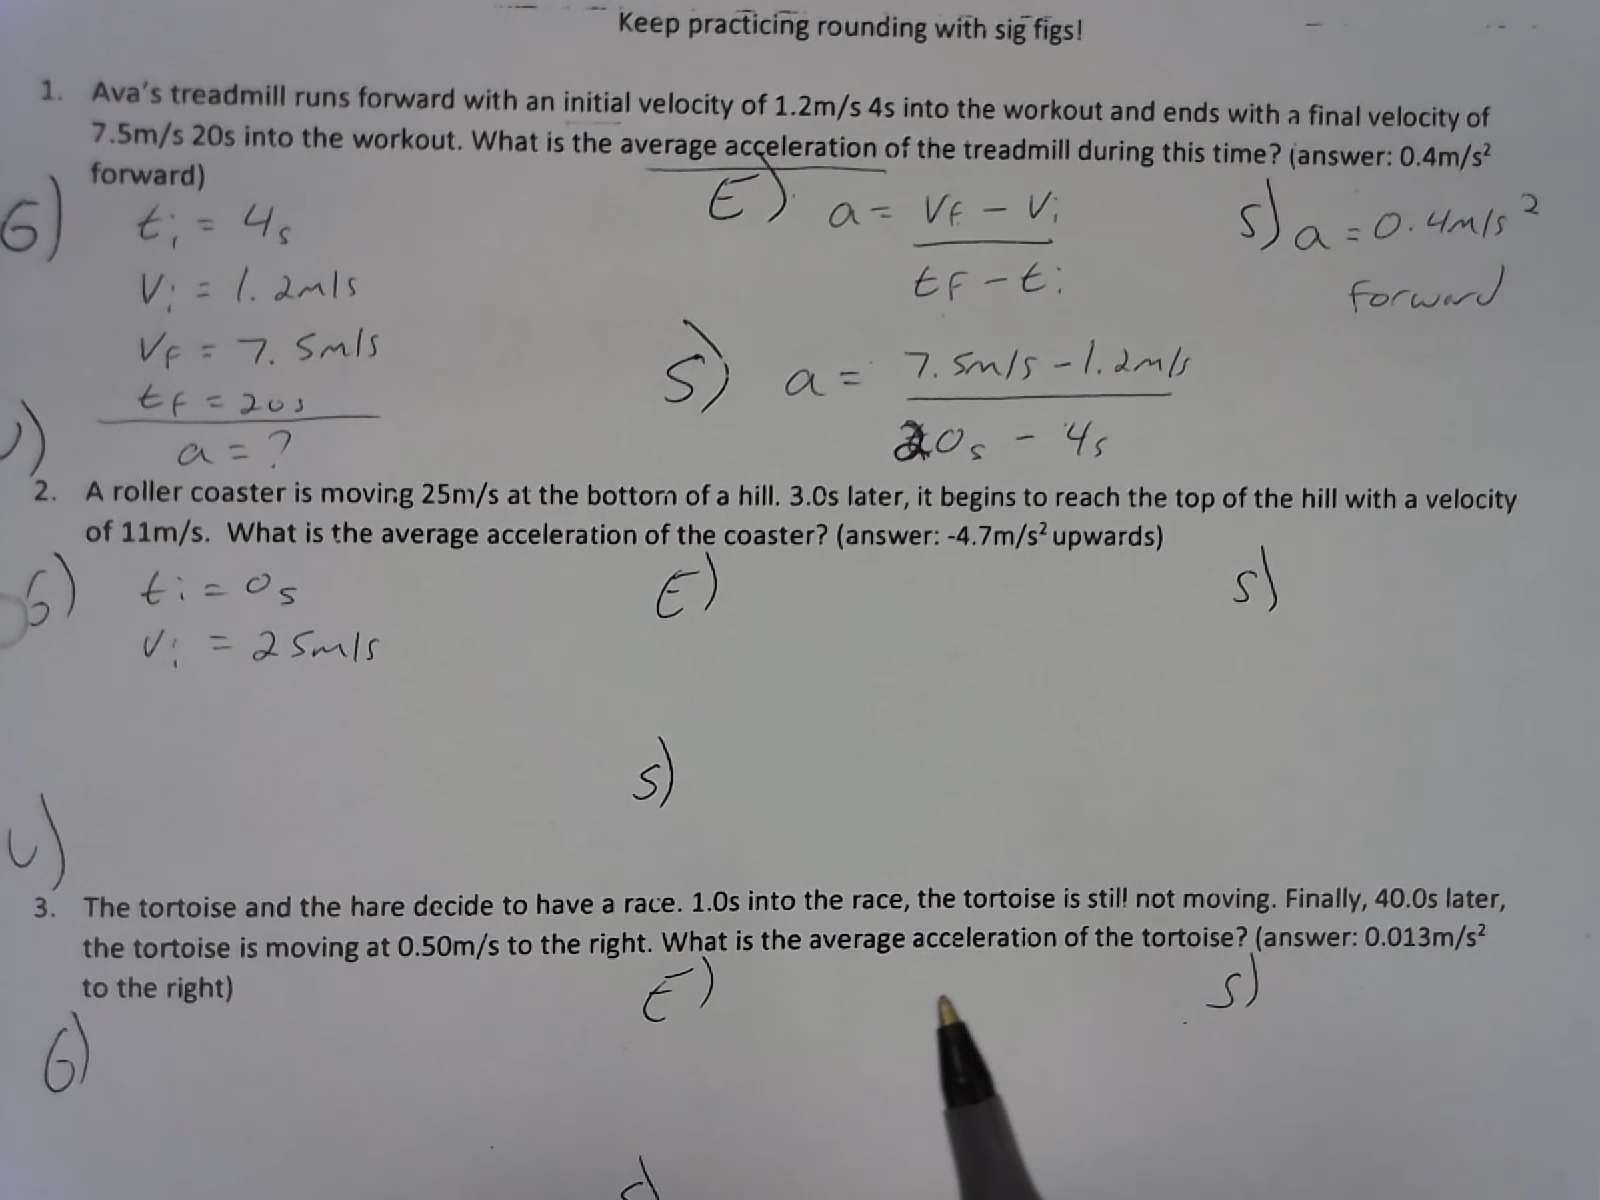 Keep practicing rounding with sig figs!
1. Ava's treadmill runs forward with an initial velocity of 1.2m/s 4s into the workout and ends with a final velocity of
7.5m/s 20s into the workout. What is the average acceleration of the treadmill during this time? (answer: 0.4m/s²
forward)
G)
ti = 4s
vi = 1.2m/s
vf = 7.5m/s
tf = 20s
U)
a = ?
E) a = vf - vi
tf - ti
S) a = 7.5m/s - 1.2m/s
20s - 4s
S) a = 0.4m/s²
forward
2. A roller coaster is moving 25m/s at the bottom of a hill. 3.0s later, it begins to reach the top of the hill with a velocity
of 11m/s. What is the average acceleration of the coaster? (answer: -4.7m/s² upwards)
G) ti = 0s
vi = 25m/s
E)
S)
S)
U)
3. The tortoise and the hare decide to have a race. 1.0s into the race, the tortoise is still not moving. Finally, 40.0s later,
the tortoise is moving at 0.50m/s to the right. What is the average acceleration of the tortoise? (answer: 0.013m/s²
to the right)
G)
E)
S)